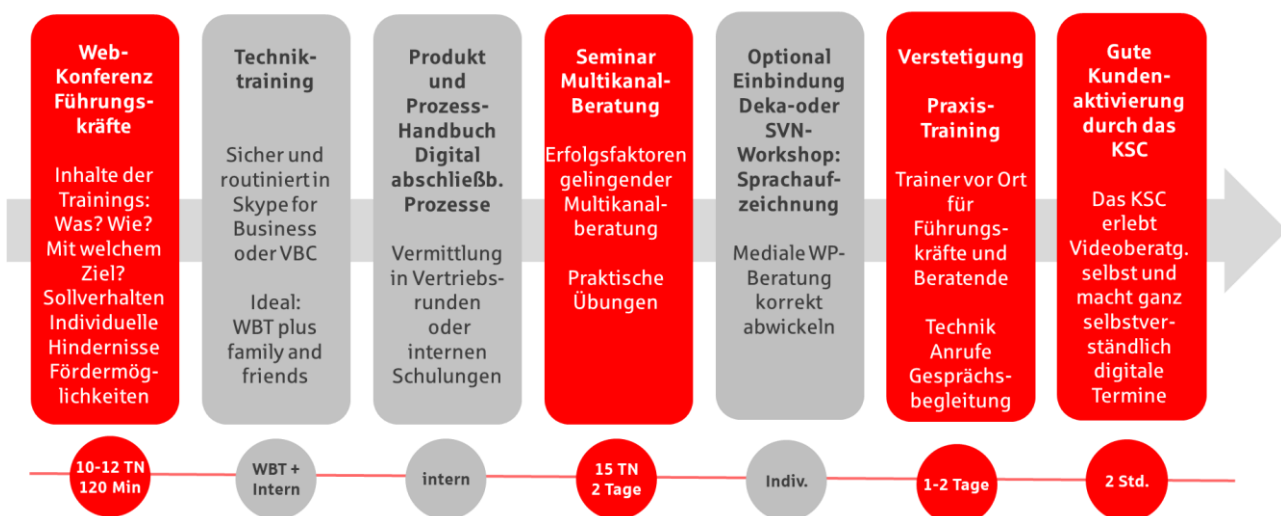 Web-
Konferenz
Führungs-
kräfte
Inhalte der
Trainings:
Was? Wie?
Mit welchem
Ziel?
Sollverhalten
Individuelle
Hindernisse
Fördermög-
lichkeiten
Technik-
training
Sicher und
routiniert in
Skype for
Business
oder VBC
Ideal:
WBT plus
family and
friends
Produkt
und
Prozess-
Handbuch
Digital
abschließb.
Prozesse
Vermittlung
in Vertriebs-
runden
oder
internen
Schulungen
Seminar
Multikanal-
Beratung
Erfolgsfaktoren
gelingender
Multikanal-
beratung
Praktische
Übungen
Optional
Einbindung
Deka-oder
SVN-
Workshop:
Sprachauf-
zeichnung
Mediale WP-
Beratung
korrekt
abwickeln
Verstetigung
Praxis-
Training
Trainer vor Ort
für
Führungs-
kräfte und
Beratende
Technik
Anrufe
Gesprächs-
begleitung
Gute
Kunden-
aktivierung
durch das
KSC
Das KSC
erlebt
Videoberatg.
selbst und
macht ganz
selbstver-
ständlich
digitale
Termine
10-12 TN
120 Min
WBT +
Intern
intern
15 TN
2 Tage
Indiv.
1-2 Tage
2 Std.